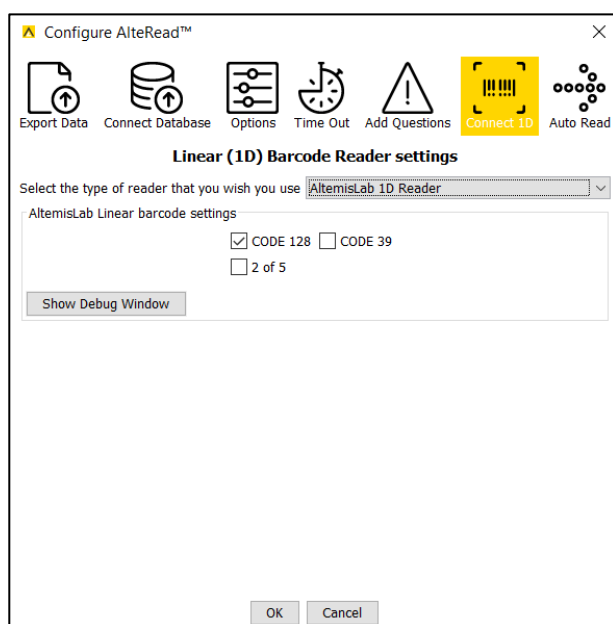 Configure AlteRead™
Export Data Connect Database Options Time Out Add Questions Connect 1D Auto Read
Linear (1D) Barcode Reader settings
Select the type of reader that you wish you use AltemisLab 1D Reader
AltemisLab Linear barcode settings
CODE 128 CODE 39
2 of 5
Show Debug Window
OK Cancel